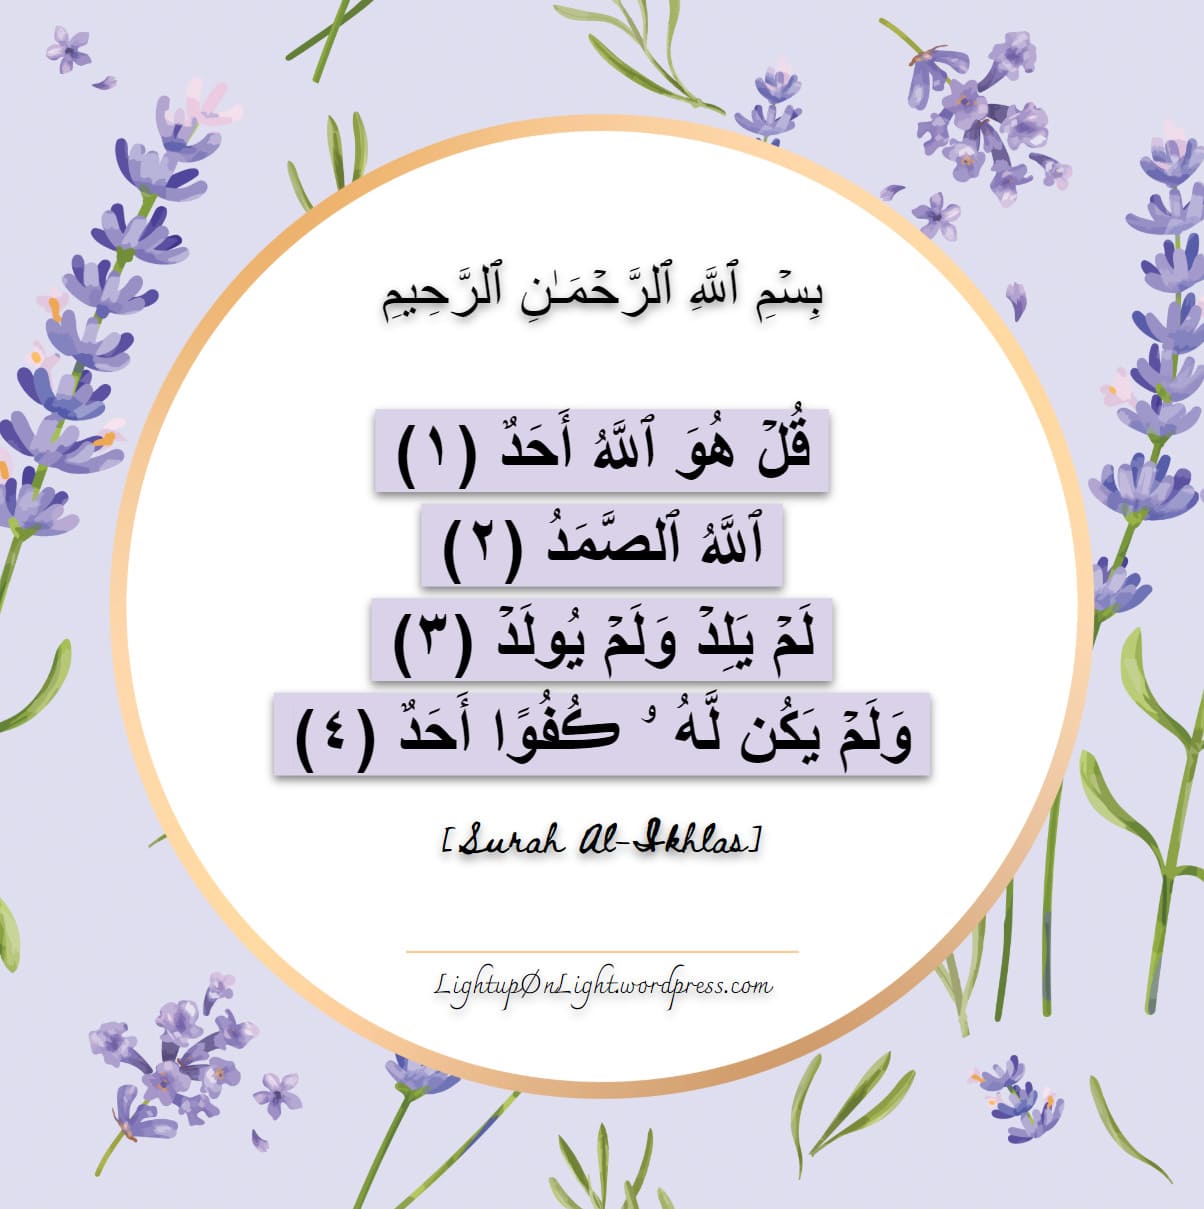 بِسۡمِ ٱللَّهِ ٱلرَّحۡمَـٰنِ ٱلرَّحِيمِ
قُلۡ هُوَ ٱللَّهُ أَحَدٌ (١)
ٱللَّهُ ٱلصَّمَدُ (٢)
لَمۡ يَلِدۡ وَلَمۡ يُولَدۡ (٣)
وَلَمۡ يَكُن لَّهُ ۥ ڪُفُوًا أَحَدٌ (٤)
[Surah Al-Ikhlas]
LightupØnLight.wordpress.com